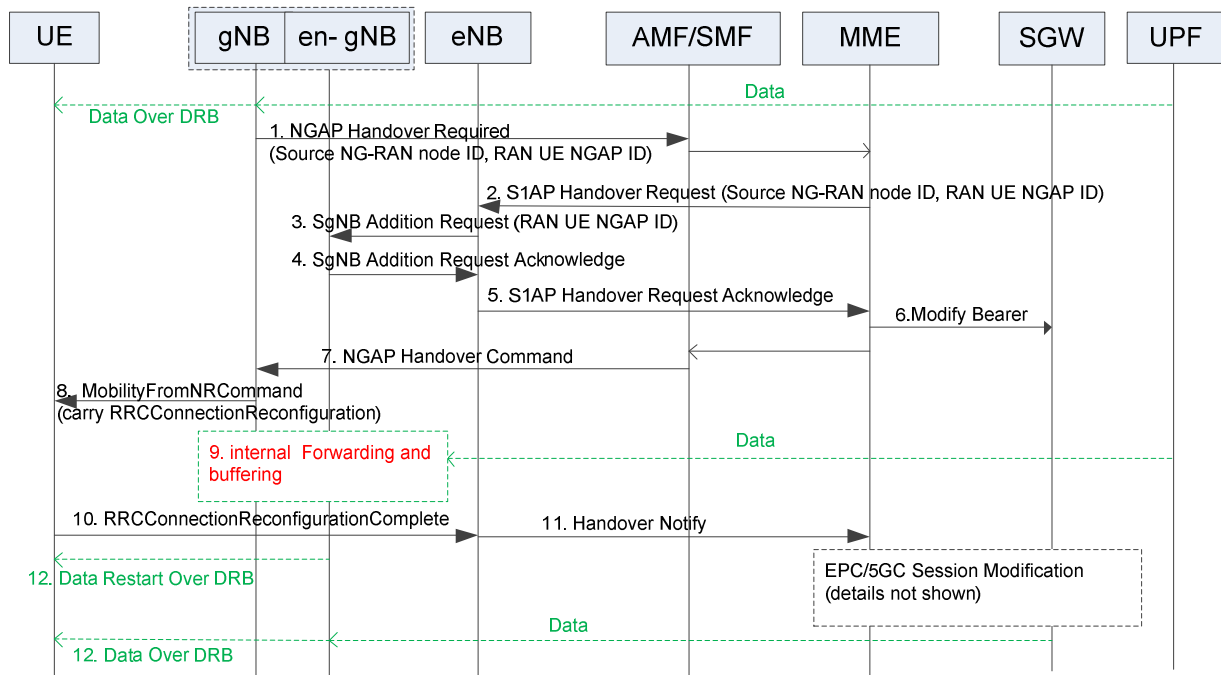 UE
gNB
en- gNB
eNB
AMF/SMF
MME
SGW
UPF
Data
Data Over DRB
1. NGAP Handover Required
(Source NG-RAN node ID, RAN UE NGAP ID)
2. S1AP Handover Request (Source NG-RAN node ID, RAN UE NGAP ID)
3. SgNB Addition Request (RAN UE NGAP ID)
4. SgNB Addition Request Acknowledge
5. S1AP Handover Request Acknowledge
6.Modify Bearer
7. NGAP Handover Command
8. MobilityFromNRCommand
(carry RRCConnectionReconfiguration)
Data
9. internal Forwarding and
buffering
10. RRCConnectionReconfigurationComplete
11. Handover Notify
12. Data Restart Over DRB
EPC/5GC Session Modification
(details not shown)
Data
12. Data Over DRB